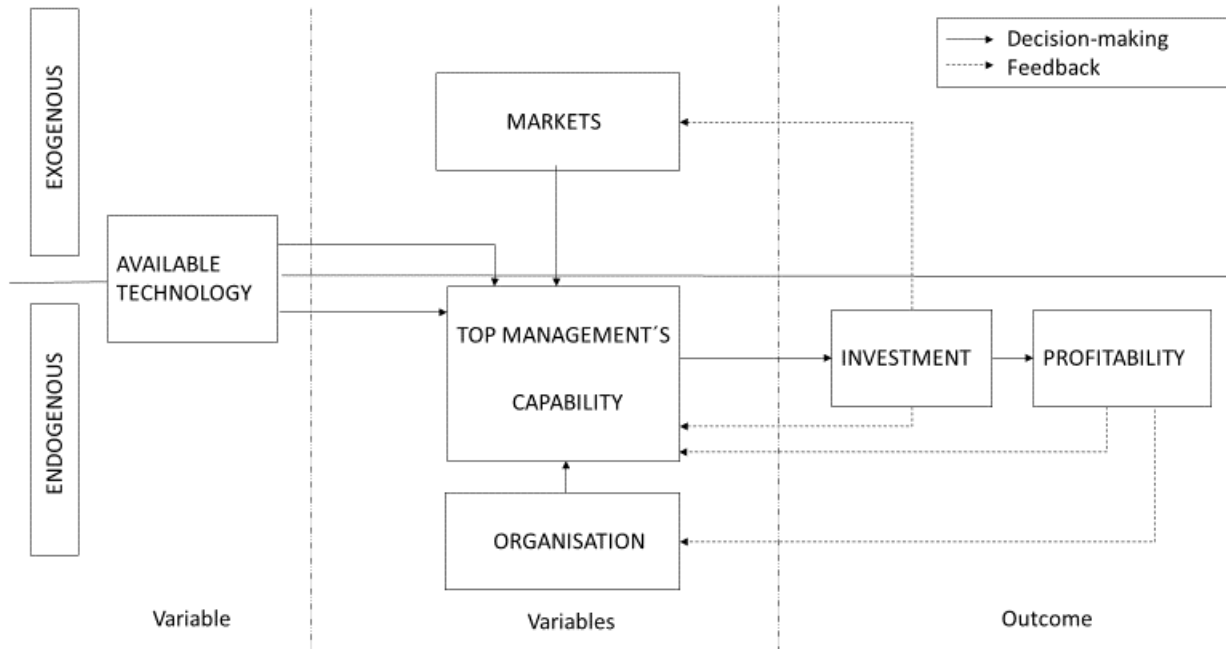 EXOGENOUS
Decision-making
Feedback
MARKETS
AVAILABLE
TECHNOLOGY
TOP MANAGEMENT´S
CAPABILITY
INVESTMENT
PROFITABILITY
ENDOGENOUS
ORGANISATION
Variable
Variables
Outcome